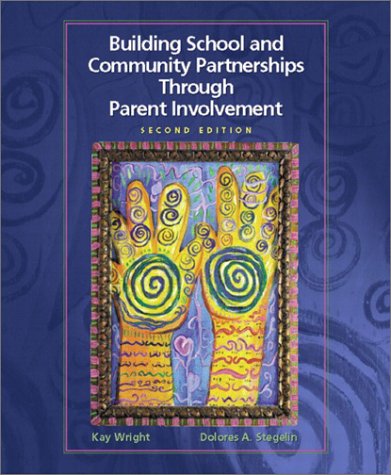 Building School and
Community Partnerships
Through
Parent Involvement
SECOND EDITION
Kay Wright
Dolores A. Stegelin